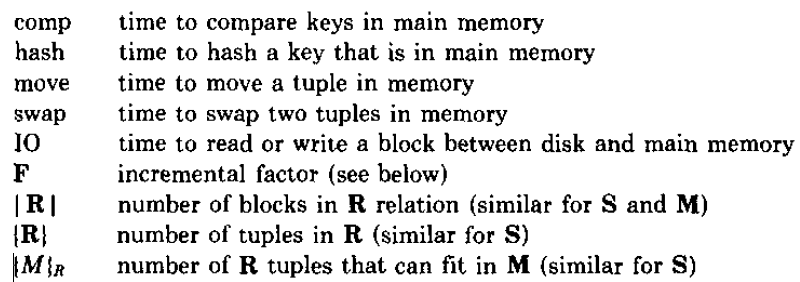 comp time to compare keys in main memory
hash time to hash a key that is in main memory
move time to move a tuple in memory
swap time to swap two tuples in memory
IO time to read or write a block between disk and main memory
F incremental factor (see below)
|R| number of blocks in R relation (similar for S and M)
{R} number of tuples in R (similar for S)
{M}R number of R tuples that can fit in M (similar for S)